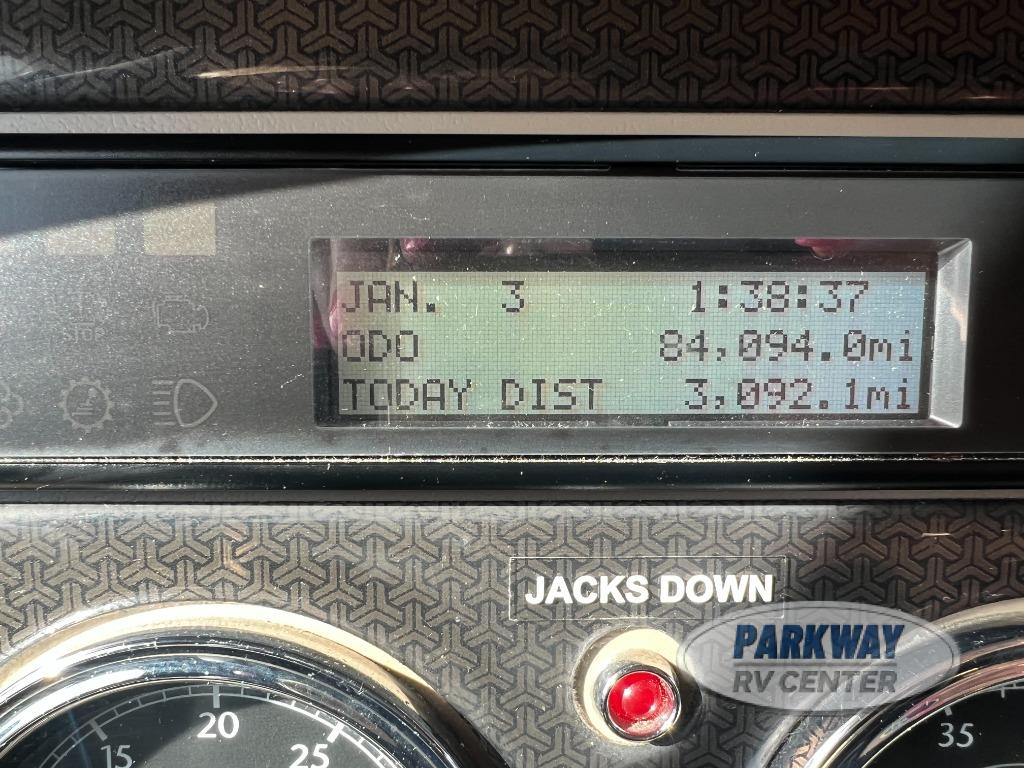 JAN. 3 1:38:37
ODO 84,094.0mi
TODAY DIST 3,092.1mi
JACKS DOWN
PARKWAY
RV CENTER
15 20 25
35